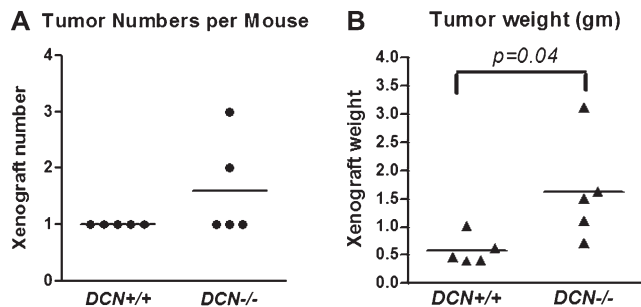 A Tumor Numbers per Mouse
Xenograft number
4
3
2
1
0
DCN+/+ DCN-/-
B Tumor weight (gm)
p=0.04
Xenograft weight
4.0
3.5
3.0
2.5
2.0
1.5
1.0
0.5
0.0
DCN+/+ DCN-/-